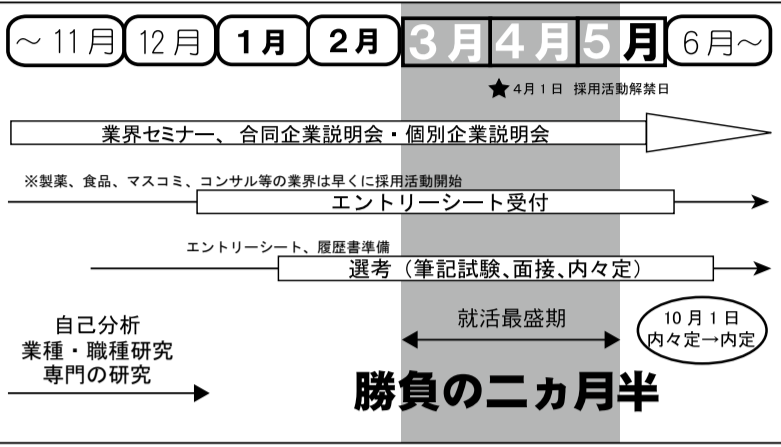 ～11月 12月 1月 2月 3月 4月 5月 6月～
★4月1日 採用活動解禁日
業界セミナー、合同企業説明会・個別企業説明会
※製薬、食品、マスコミ、コンサル等の業界は早くに採用活動開始
エントリーシート受付
エントリーシート、履歴書準備
選考（筆記試験、面接、内々定）
自己分析
業種・職種研究
専門の研究
就活最盛期
10月1日
内々定→内定
勝負の二ヵ月半